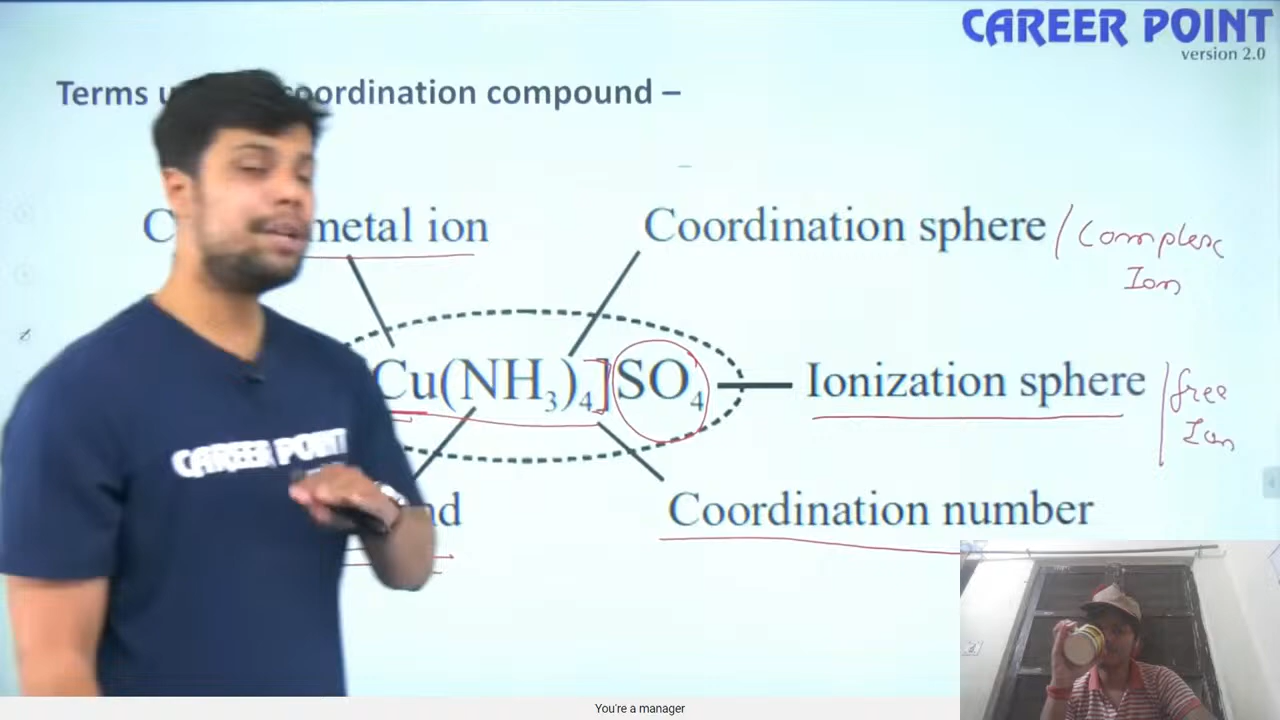 CAREER POINT
version 2.0
Terms coordination compound –
metal ion
Coordination sphere / Complex
Ion
Cu(NH₃)₄]SO₄
Ionization sphere | free
Ion
CAREER POINT
Coordination number
You're a manager